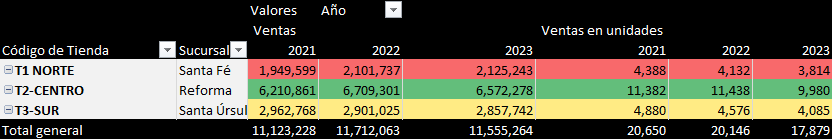 Valores Año
Ventas Ventas en unidades
Código de Tienda Sucursal 2021 2022 2023 2021 2022 2023
T1 NORTE Santa Fé 1,949,599 2,101,737 2,125,243 4,388 4,132 3,814
T2-CENTRO Reforma 6,210,861 6,709,301 6,572,278 11,382 11,438 9,980
T3-SUR Santa Úrsul 2,962,768 2,901,025 2,857,742 4,880 4,576 4,085
Total general 11,123,228 11,712,063 11,555,264 20,650 20,146 17,879